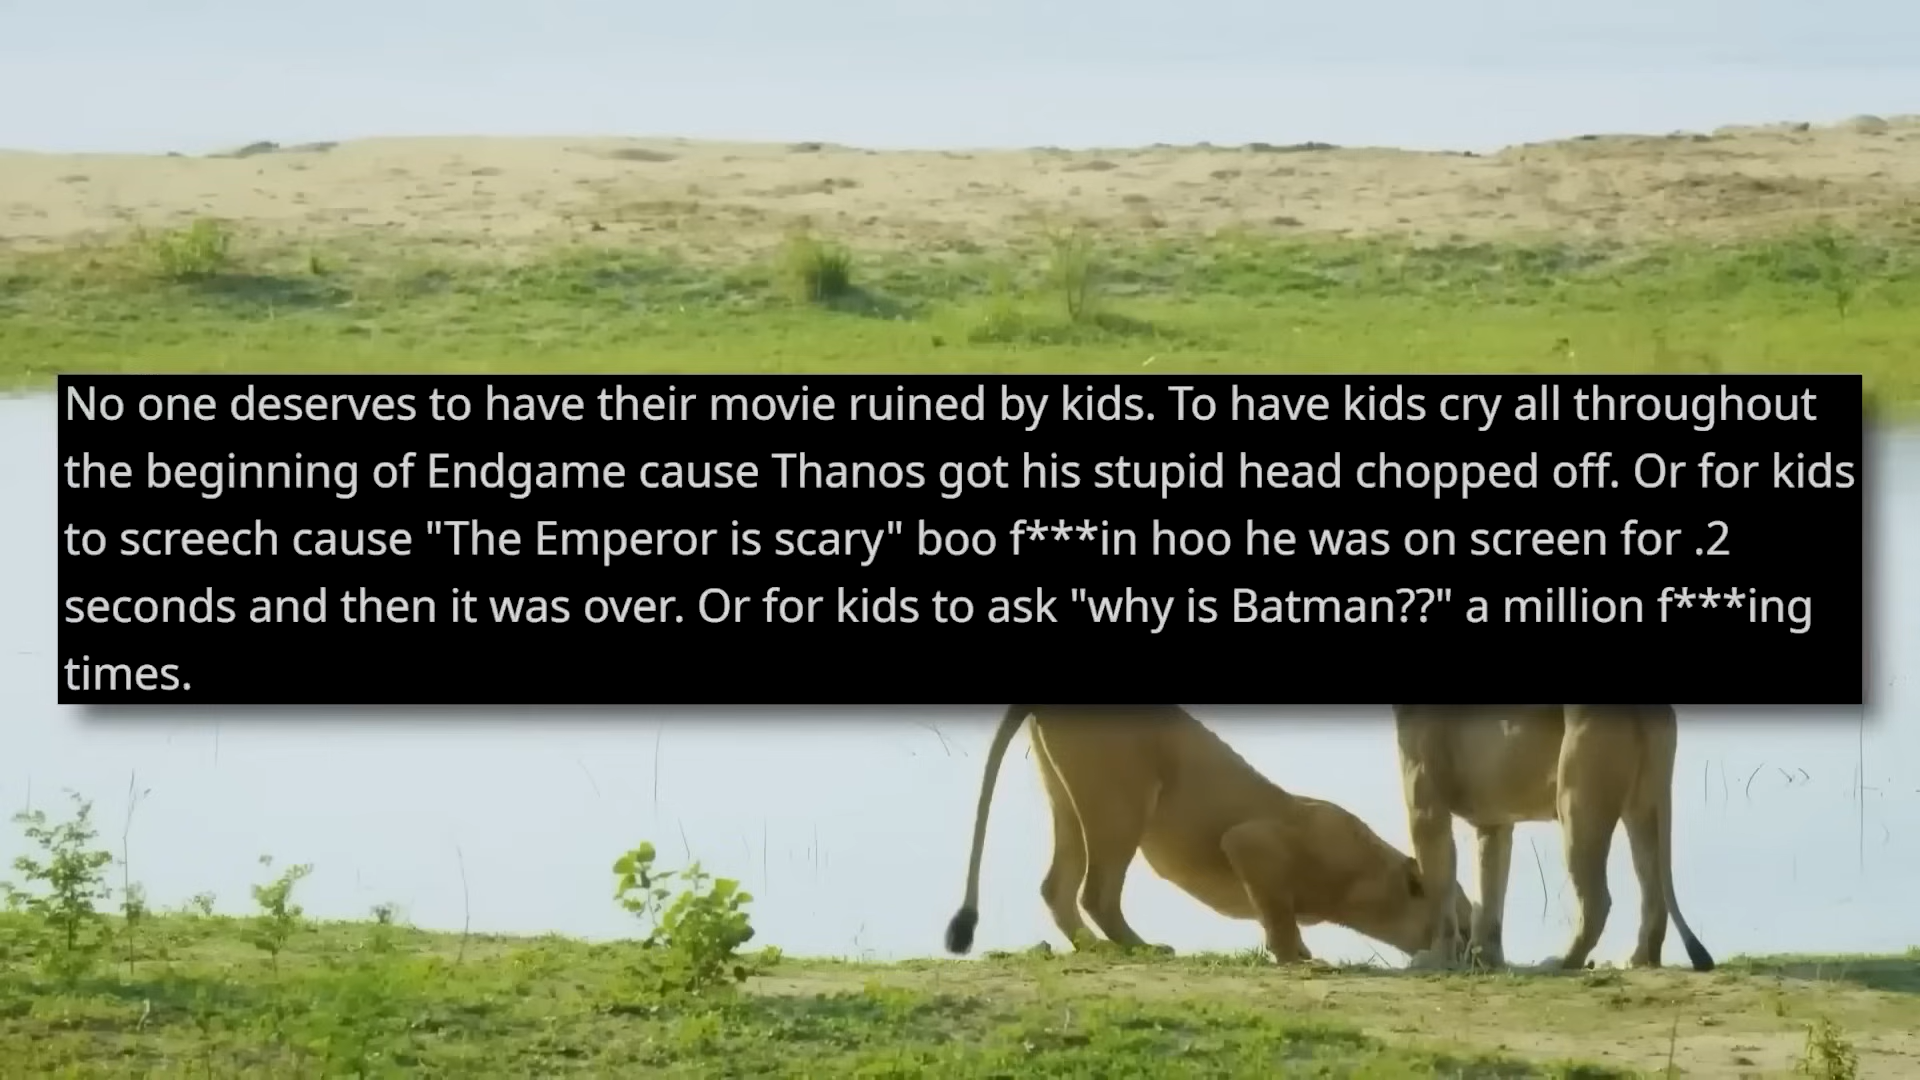 No one deserves to have their movie ruined by kids. To have kids cry all throughout
the beginning of Endgame cause Thanos got his stupid head chopped off. Or for kids
to screech cause "The Emperor is scary" boo f***in hoo he was on screen for .2
seconds and then it was over. Or for kids to ask "why is Batman??" a million f***ing
times.